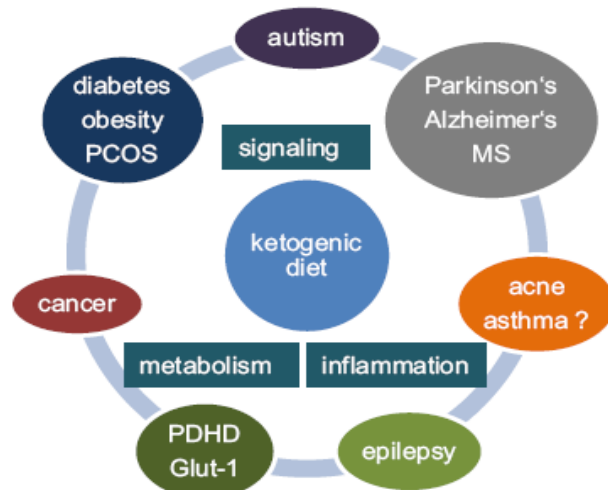 autism
diabetes
obesity
PCOS
Parkinson‘s
Alzheimer‘s
MS
signaling
ketogenic
diet
cancer
acne
asthma ?
metabolism
inflammation
PDHD
Glut-1
epilepsy